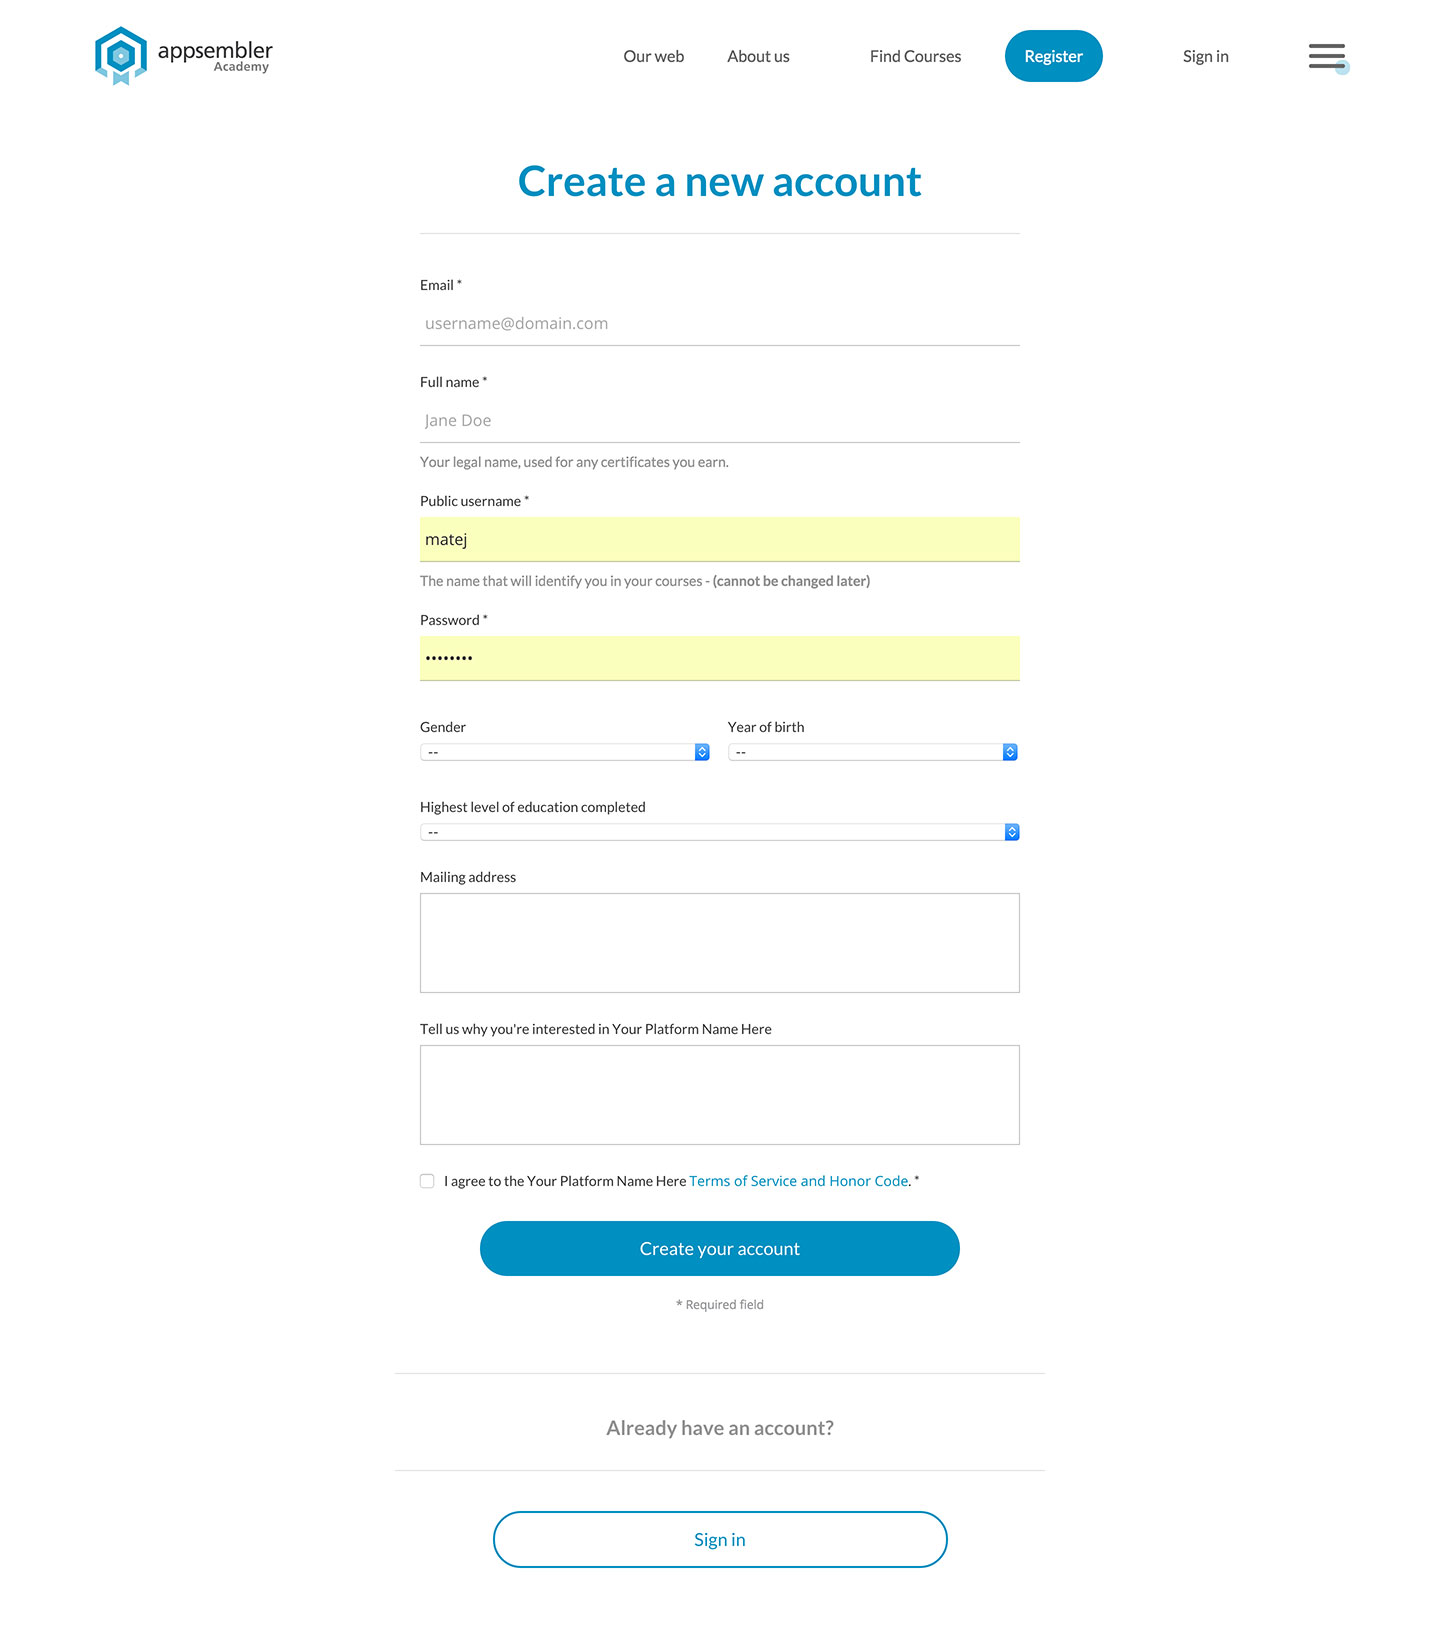 appsembler
Academy
Our web
About us
Find Courses
Register
Sign in
Create a new account
Email *
username@domain.com
Full name *
Jane Doe
Your legal name, used for any certificates you earn.
Public username *
matej
The name that will identify you in your courses - (cannot be changed later)
Password *
••••••••
Gender
Year of birth
--
--
Highest level of education completed
--
Mailing address
Tell us why you're interested in Your Platform Name Here
I agree to the Your Platform Name Here Terms of Service and Honor Code. *
Create your account
* Required field
Already have an account?
Sign in